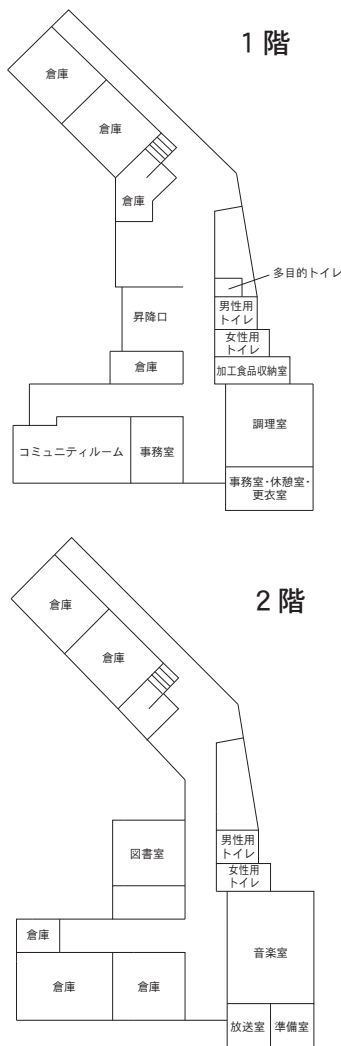 1階
倉庫
倉庫
倉庫
多目的トイレ
男性用
トイレ
昇降口
女性用
トイレ
倉庫
加工食品収納室
調理室
コミュニティルーム
事務室
事務室・休憩室・
更衣室
2階
倉庫
倉庫
男性用
トイレ
図書室
女性用
トイレ
倉庫
音楽室
倉庫
倉庫
放送室
準備室